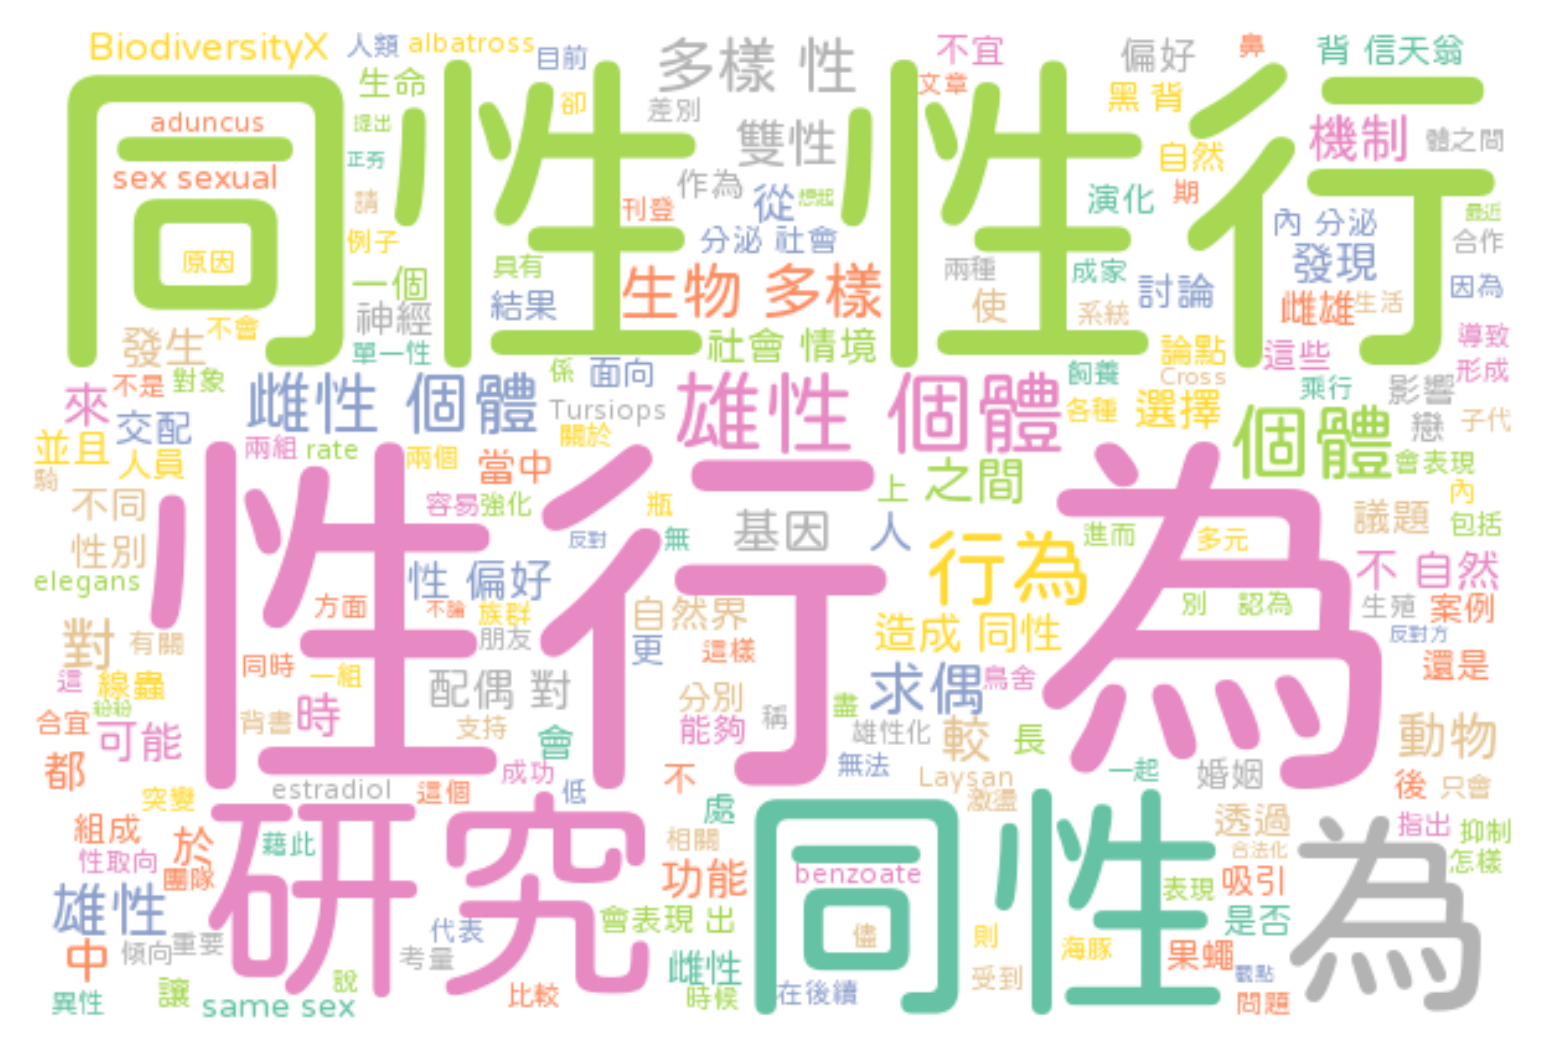 BiodiversityX 人類 albatross 目前 多樣 性 不宜 偏好 鼻 背 信天翁
生命 卻 差別 文章 黑 背
同性 性行
aduncus 提出 雙性 機制 體之間
sex sexual 正夯 作為 自然
請 刊登 從 想起 演化 期 內 分泌 最近
原因 例子 分泌 社會 合作
一個 具有 生物 多樣 兩種 成家 討論 發現 因為
神經 結果 使 系統 雌雄 生活
發生 不會 單一性 社會 情境 論點 這些 導致
來 不是 對象 雌性 個體 係 面向 雄性 個體 飼養 Cross 乘行 影響 形成
交配 Tursiops 各種 選擇 個體 戀 子代
並且 人員 兩組 rate 兩個 當中 關於 上 之間 會表現
騎 性行為
不同 容易 強化 瓶 基因 人 內
性別 反對 無 行為 進而 多元 議題 包括
elegans 性 偏好 不 自然
對 有關 方面 不論 族群 自然界 造成 同性 別 認為 生殖 案例
朋友 更 這樣 反對方
這 線蟲 同時 一組 配偶 對 求偶 鳥舍 還是
紛紛 分別 盡
合宜 可能 背書 時 支持 會 能夠 稱 雄性化 較 長 動物
都 成功 不 無法 一起 婚姻
突變 estradiol 這個 低 Laysan 激盪 後 只會
組成 於 研究 處 同性 透過 為 指出 抑制
性取向 藉此 相關 合法化 怎樣
團隊 功能 benzoate 表現 吸引
雄性 代表 會表現 出 儘 則 海豚 是否
中 傾向 重要 考量 雌性 果蠅
讓 說 受到 觀點
異性 same sex 比較 時候 在後續 問題